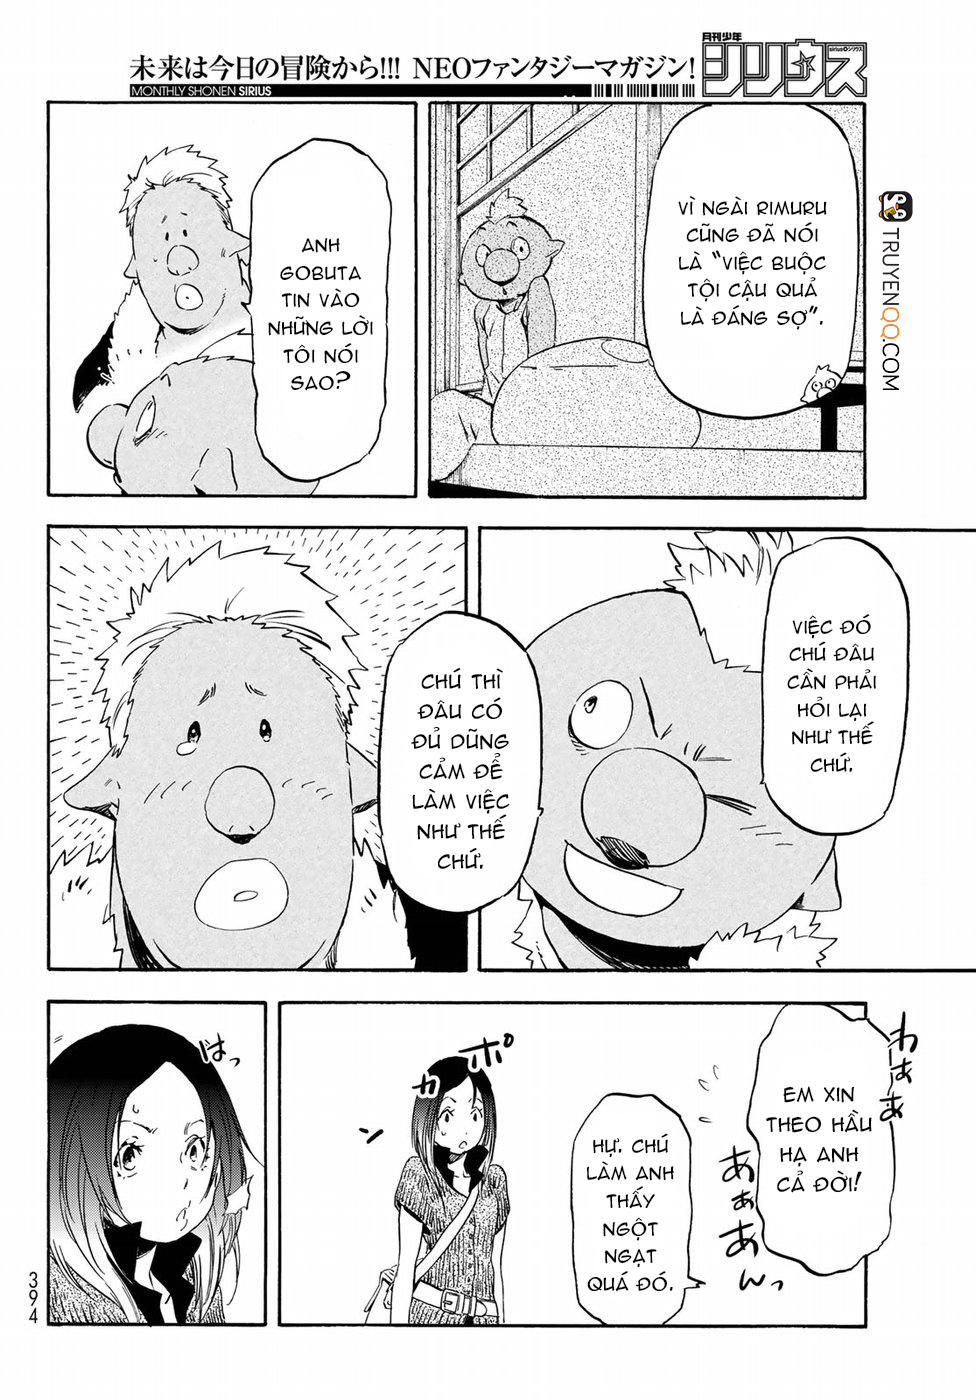 未来は今日の冒険から!!! NEOファンタジーマガジン!
月刊少年
シリウス
MONTHLY SHONEN SIRIUS
TRUYENQQ.COM
VÌ NGÀI RIMURU
CŨNG ĐÃ NÓI
LÀ "VIỆC BUỘC
TỘI CẬU QUẢ
LÀ ĐÁNG SỢ".
ANH
GOBUTA
TIN VÀO
NHỮNG LỜI
TÔI NÓI
SAO?
VIỆC ĐÓ
CHÚ ĐÂU
CẦN PHẢI
HỎI LẠI
NHƯ THẾ
CHỨ.
CHÚ THÌ
ĐÂU CÓ
ĐỦ DŨNG
CẢM ĐỂ
LÀM VIỆC
NHƯ THẾ
CHỨ.
わぁぁぁ
EM XIN
THEO HẦU
HẠ ANH
CẢ ĐỜI!
あぁぁあんっ
HỰ. CHÚ
LÀM ANH
THẤY
NGỘT
NGẠT
QUÁ ĐÓ.
ポカン
はっ
394